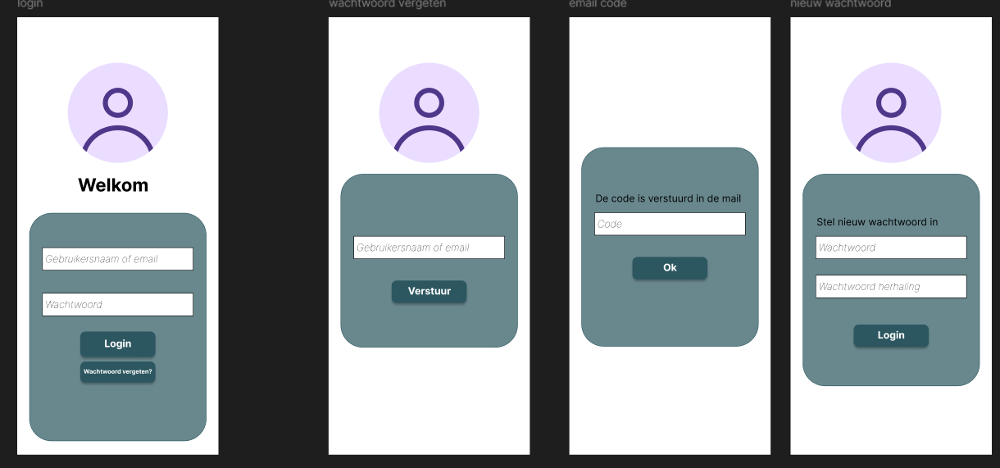 login
Welkom
Gebruikersnaam of email
Wachtwoord
Login
Wachtwoord vergeten?
wachtwoord vergeten
Gebruikersnaam of email
Verstuur
email code
De code is verstuurd in de mail
Code
Ok
nieuw wachtwoord
Stel nieuw wachtwoord in
Wachtwoord
Wachtwoord herhaling
Login